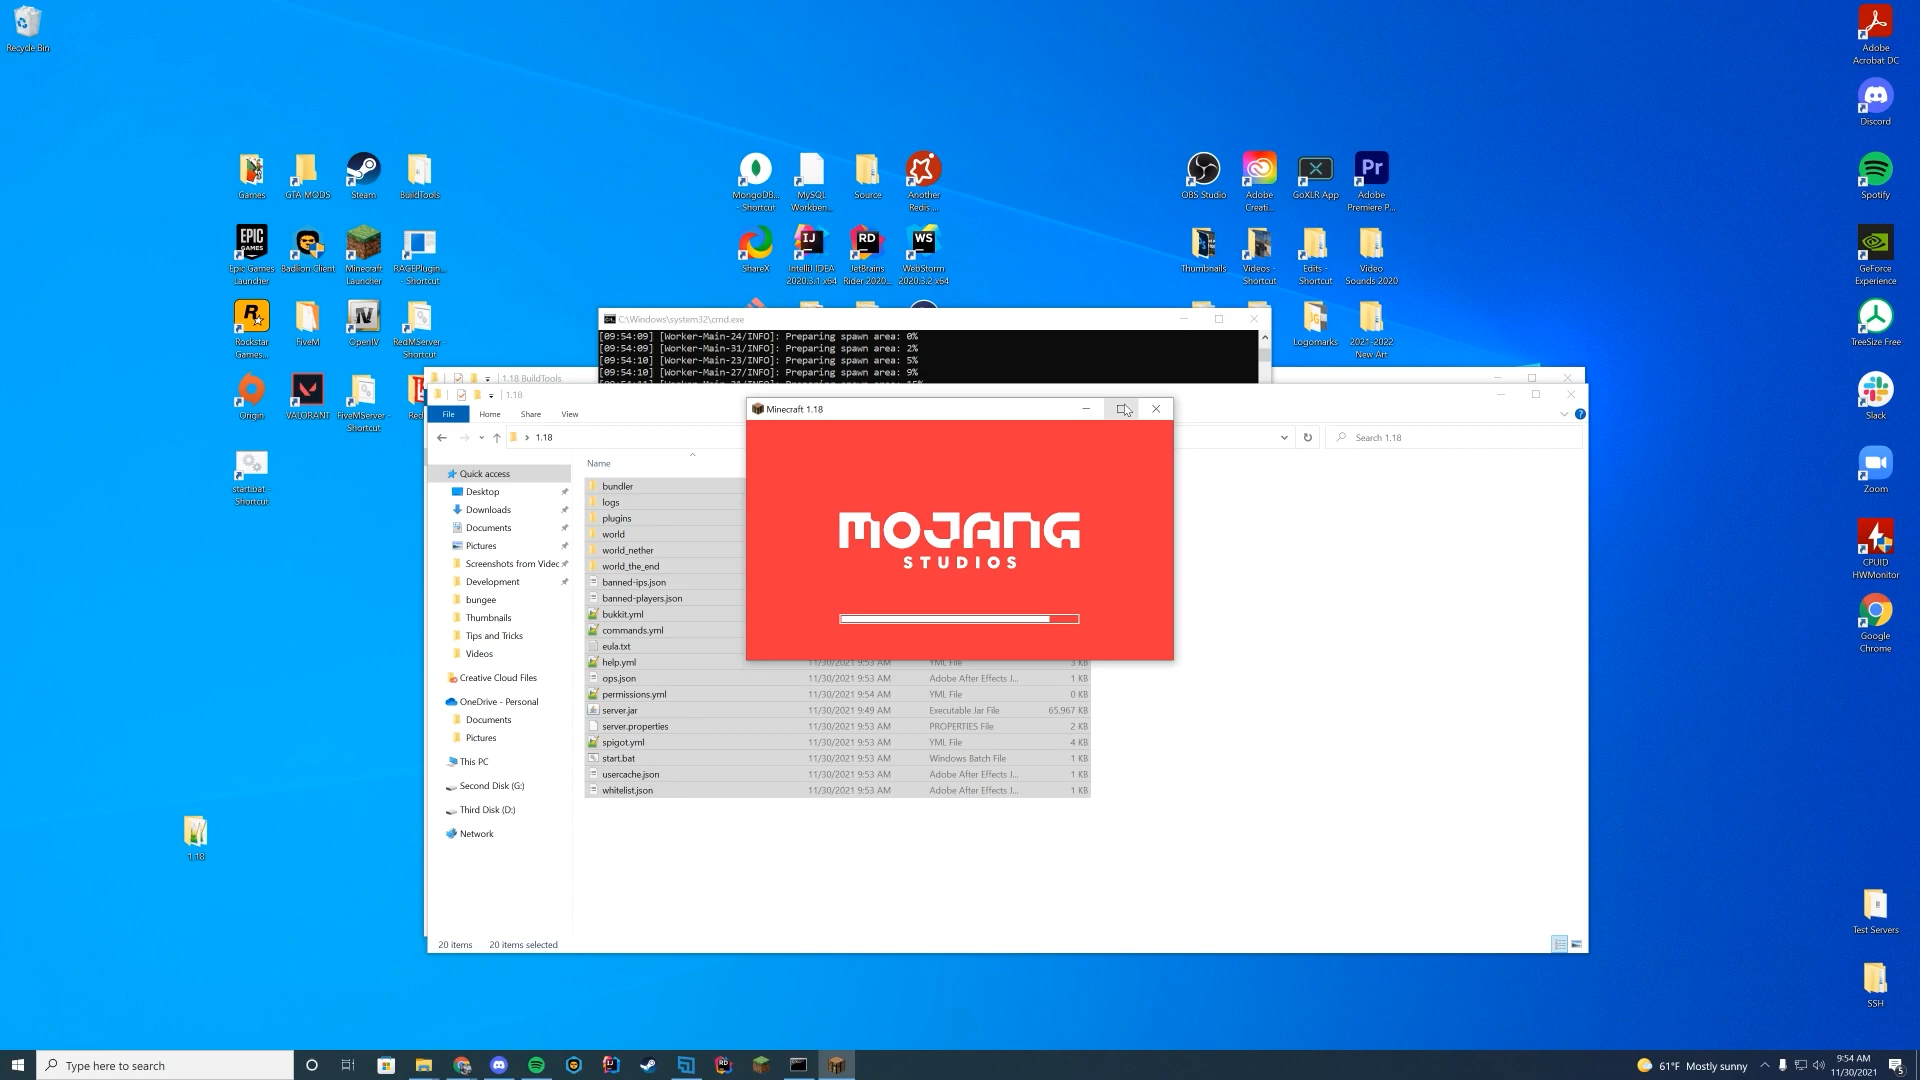 Recycle Bin
Adobe
Acrobat DC
Discord
Games
GTA MODS
Steam
BuildTools
MongoDB...
- Shortcut
MySQL
Workben...
Source
Another
Redis....
OBS Studio
Adobe
Creati...
GoXLR App
Pr
Adobe
Premiere P...
Spotify
EPIC
GAMES
Epic Games
Launcher
Badlion Client
Minecraft
Launcher
RAGEPlugin...
- Shortcut
ShareX
IJ
IntelliJ IDEA
2020.3.1 x64
RD
JetBrains
Rider 2020...
WS
WebStorm
2020.3.2 x64
Thumbnails
Videos -
Shortcut
Edits -
Shortcut
Video
Sounds 2020
GeForce
Experience
Rockstar
Games...
FiveM
OpenIV
RedMServer -
Shortcut
Logomarks
2021-2022
New Art
TreeSize Free
Origin
VALORANT
FiveMServer -
Shortcut
Red
Slack
start.bat -
Shortcut
Zoom
CPUID
HWMonitor
Google
Chrome
1.18
Test Servers
SSH
C:\Windows\system32\cmd.exe
[09:54:09] [Worker-Main-24/INFO]: Preparing spawn area: 0%
[09:54:09] [Worker-Main-31/INFO]: Preparing spawn area: 2%
[09:54:10] [Worker-Main-23/INFO]: Preparing spawn area: 5%
[09:54:10] [Worker-Main-27/INFO]: Preparing spawn area: 9%
1.18 BuildTools
1.18
File Home Share View
1.18
Search 1.18
Name
Quick access
Desktop
Downloads
Documents
Pictures
Screenshots from Videc
Development
bungee
Thumbnails
Tips and Tricks
Videos
Creative Cloud Files
OneDrive - Personal
Documents
Pictures
This PC
Second Disk (G:)
Third Disk (D:)
Network
bundler
logs
plugins
world
world_nether
world_the_end
banned-ips.json
banned-players.json
bukkit.yml
commands.yml
eula.txt
help.yml 11/30/2021 9:53 AM YML File 3 KB
ops.json 11/30/2021 9:53 AM Adobe After Effects J... 1 KB
permissions.yml 11/30/2021 9:54 AM YML File 0 KB
server.jar 11/30/2021 9:49 AM Executable Jar File 65,967 KB
server.properties 11/30/2021 9:53 AM PROPERTIES File 2 KB
spigot.yml 11/30/2021 9:53 AM YML File 4 KB
start.bat 11/30/2021 9:53 AM Windows Batch File 1 KB
usercache.json 11/30/2021 9:53 AM Adobe After Effects J... 1 KB
whitelist.json 11/30/2021 9:53 AM Adobe After Effects J... 1 KB
20 items 20 items selected
Minecraft 1.18
MOJANG
STUDIOS
Type here to search
61°F Mostly sunny
9:54 AM
11/30/2021
5